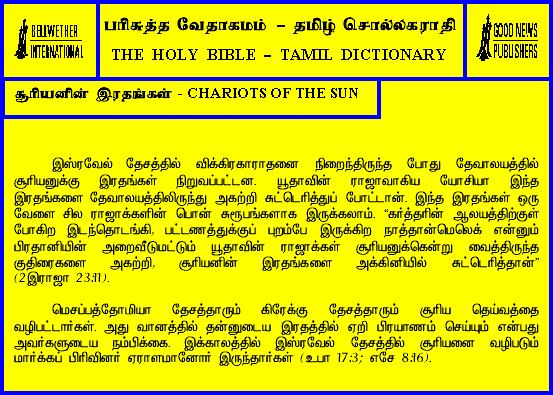 BELLWETHER
INTERNATIONAL
பரிசுத்த வேதாகமம் – தமிழ் சொல்லகராதி
THE HOLY BIBLE – TAMIL DICTIONARY
GOOD NEWS
PUBLISHERS
சூரியனின் இரதங்கள் - CHARIOTS OF THE SUN
இஸ்ரவேல் தேசத்தில் விக்கிரகாராதனை நிறைந்திருந்த போது தேவாலயத்தில்
சூரியனுக்கு இரதங்கள் நிறுவப்பட்டன. யூதாவின் ராஜாவாகிய யோசியா இந்த
இரதங்களை தேவாலயத்திலிருந்து அகற்றி சுட்டெரித்துப் போட்டான். இந்த இரதங்கள் ஒரு
வேளை சில ராஜாக்களின் பொன் சுரூபங்களாக இருக்கலாம். “கர்த்தரின் ஆலயத்திற்குள்
போகிற இடந்தொடங்கி, பட்டணத்துக்குப் புறம்பே இருக்கிற நாத்தான்மெலெக் என்னும்
பிரதானியின் அறைவீடுமட்டும் யூதாவின் ராஜாக்கள் சூரியனுக்கென்று வைத்திருந்த
குதிரைகளை அகற்றி, சூரியனின் இரதங்களை அக்கினியில் சுட்டெரித்தான்”
(2இராஜா 23:11).
மெசப்பத்தோமியா தேசத்தாரும் கிரேக்கு தேசத்தாரும் சூரிய தெய்வத்தை
வழிபட்டார்கள். அது வானத்தில் தன்னுடைய இரதத்தில் ஏறி பிரயாணம் செய்யும் என்பது
அவர்களுடைய நம்பிக்கை. இக்காலத்தில் இஸ்ரவேல் தேசத்தில் சூரியனை வழிபடும்
மார்க்கப் பிரிவினர் ஏராளமானோர் இருந்தார்கள் (உபா 17:3; எசே 8:16).